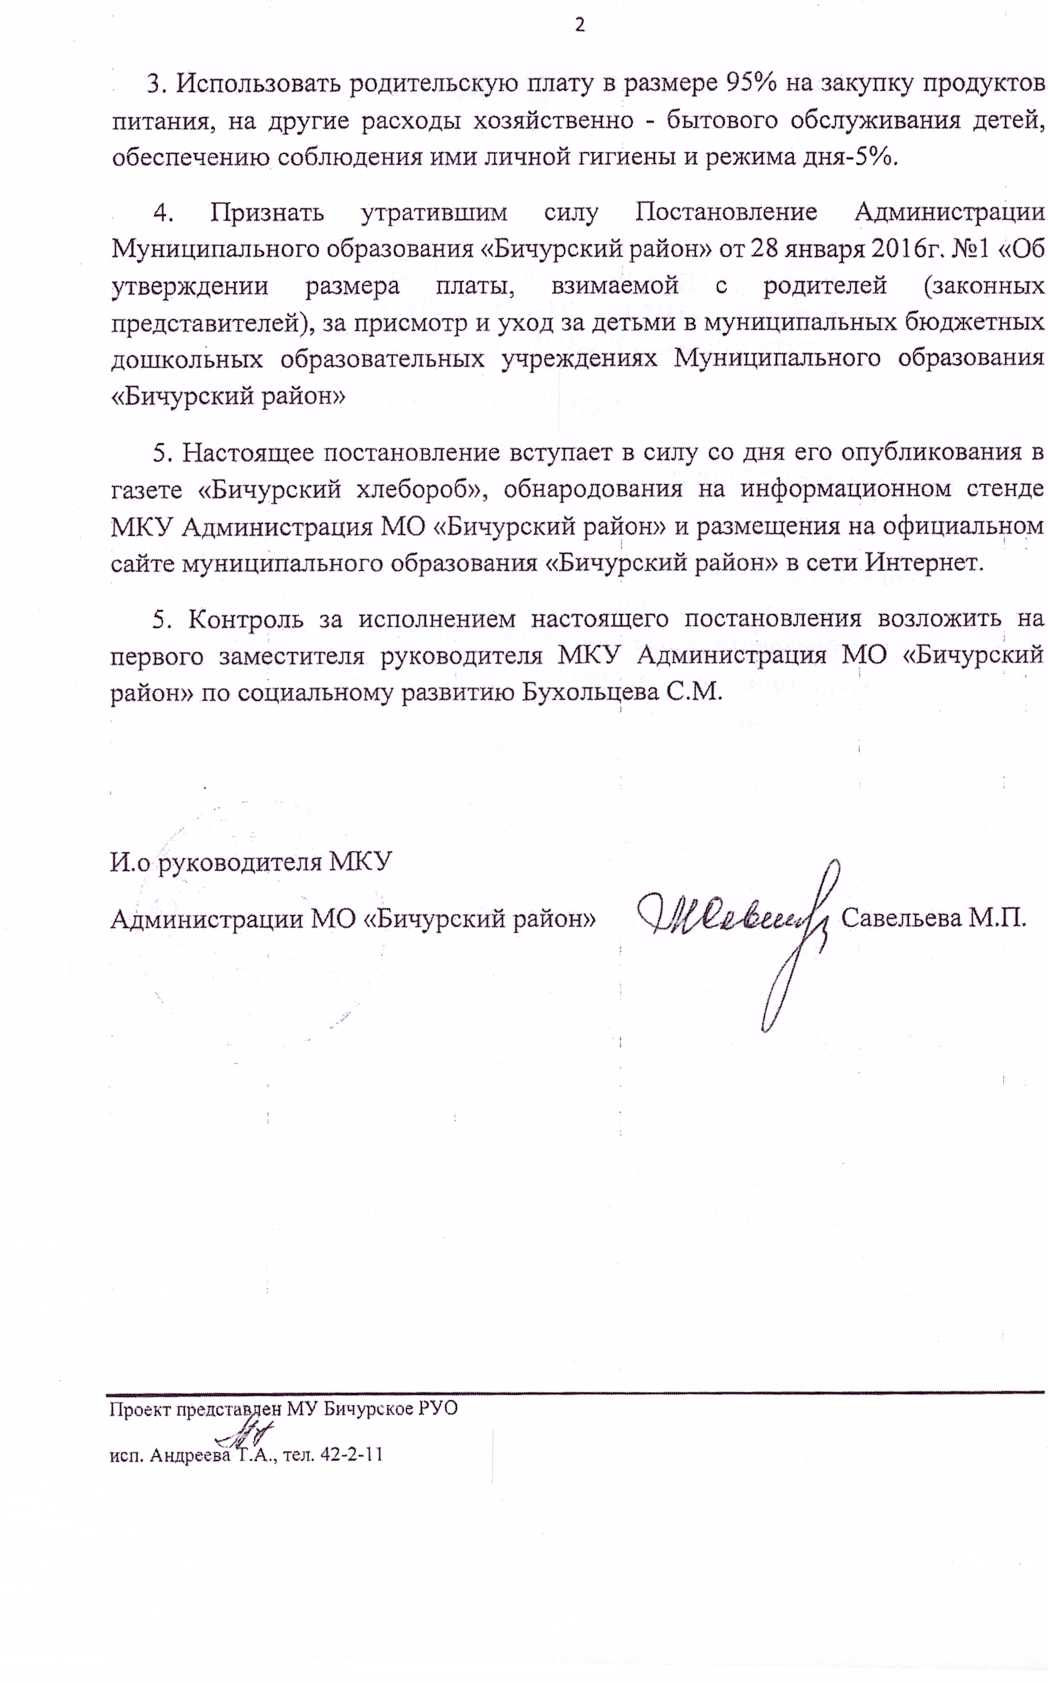 2
3. Использовать родительскую плату в размере 95% на закупку продуктов
питания, на другие расходы хозяйственно - бытового обслуживания детей,
обеспечению соблюдения ими личной гигиены и режима дня-5%.
4. Признать утратившим силу Постановление Администрации
Муниципального образования «Бичурский район» от 28 января 2016г. №1 «Об
утверждении размера платы, взимаемой с родителей (законных
представителей), за присмотр и уход за детьми в муниципальных бюджетных
дошкольных образовательных учреждениях Муниципального образования
«Бичурский район»
5. Настоящее постановление вступает в силу со дня его опубликования в
газете «Бичурский хлебороб», обнародования на информационном стенде
МКУ Администрация МО «Бичурский район» и размещения на официальном
сайте муниципального образования «Бичурский район» в сети Интернет.
5. Контроль за исполнением настоящего постановления возложить на
первого заместителя руководителя МКУ Администрация МО «Бичурский
район» по социальному развитию Бухольцева С.М.
И.о руководителя МКУ
Администрации МО «Бичурский район» Савельева М.П.
Проект представлен МУ Бичурское РУО
исп. Андреева Т.А., тел. 42-2-11